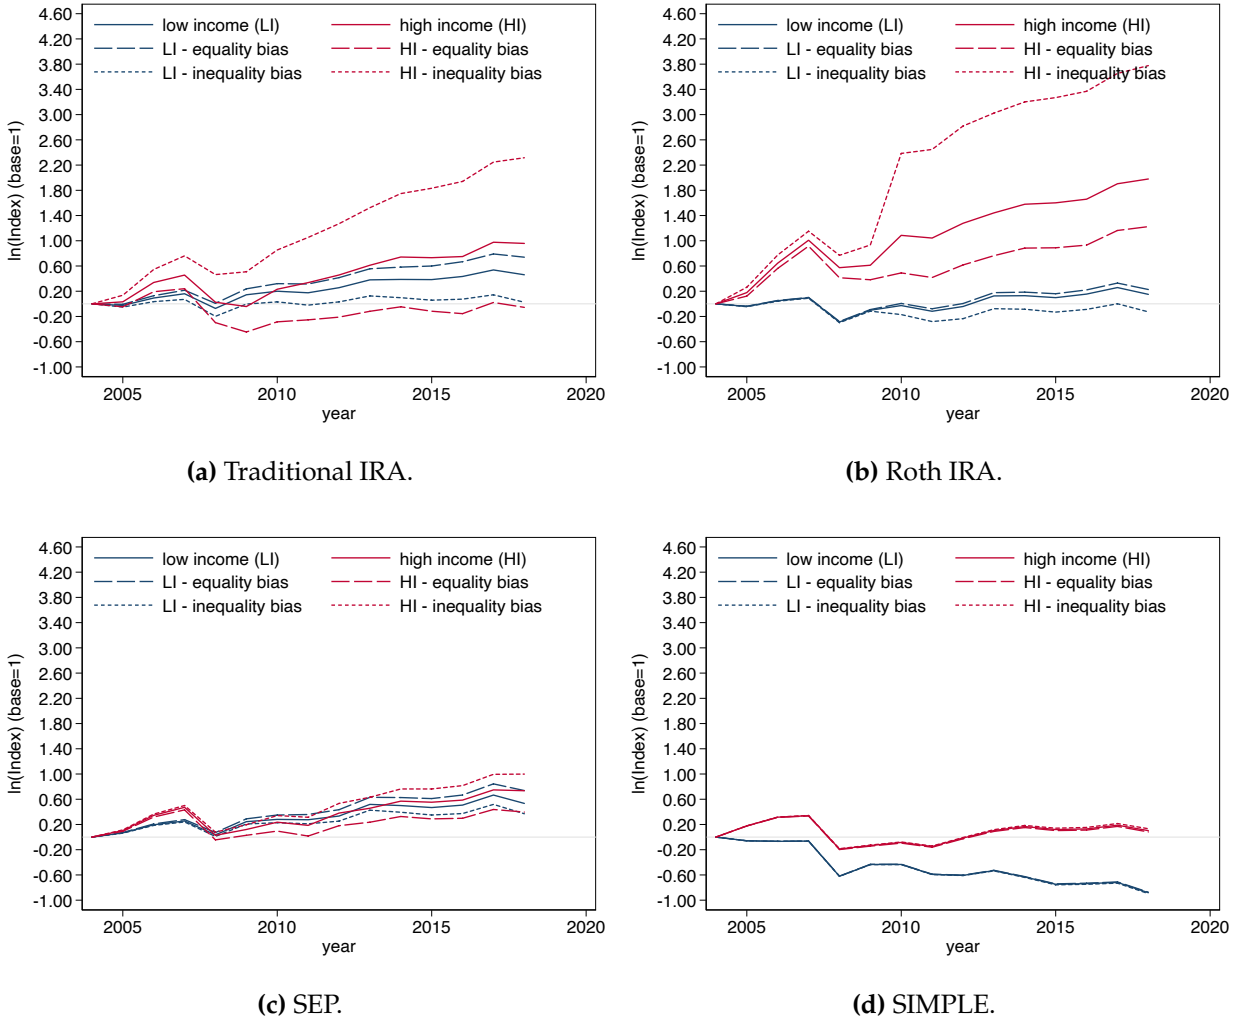 4.60
4.20
3.80
3.40
3.00
2.60
2.20
1.80
1.40
1.00
0.60
0.20
-0.20
-0.60
-1.00
ln(Index) (base=1)
low income (LI) high income (HI)
LI - equality bias HI - equality bias
LI - inequality bias HI - inequality bias
2005 2010 2015 2020
year
(a) Traditional IRA.
4.60
4.20
3.80
3.40
3.00
2.60
2.20
1.80
1.40
1.00
0.60
0.20
-0.20
-0.60
-1.00
ln(Index) (base=1)
low income (LI) high income (HI)
LI - equality bias HI - equality bias
LI - inequality bias HI - inequality bias
2005 2010 2015 2020
year
(b) Roth IRA.
4.60
4.20
3.80
3.40
3.00
2.60
2.20
1.80
1.40
1.00
0.60
0.20
-0.20
-0.60
-1.00
ln(Index) (base=1)
low income (LI) high income (HI)
LI - equality bias HI - equality bias
LI - inequality bias HI - inequality bias
2005 2010 2015 2020
year
(c) SEP.
4.60
4.20
3.80
3.40
3.00
2.60
2.20
1.80
1.40
1.00
0.60
0.20
-0.20
-0.60
-1.00
ln(Index) (base=1)
low income (LI) high income (HI)
LI - equality bias HI - equality bias
LI - inequality bias HI - inequality bias
2005 2010 2015 2020
year
(d) SIMPLE.